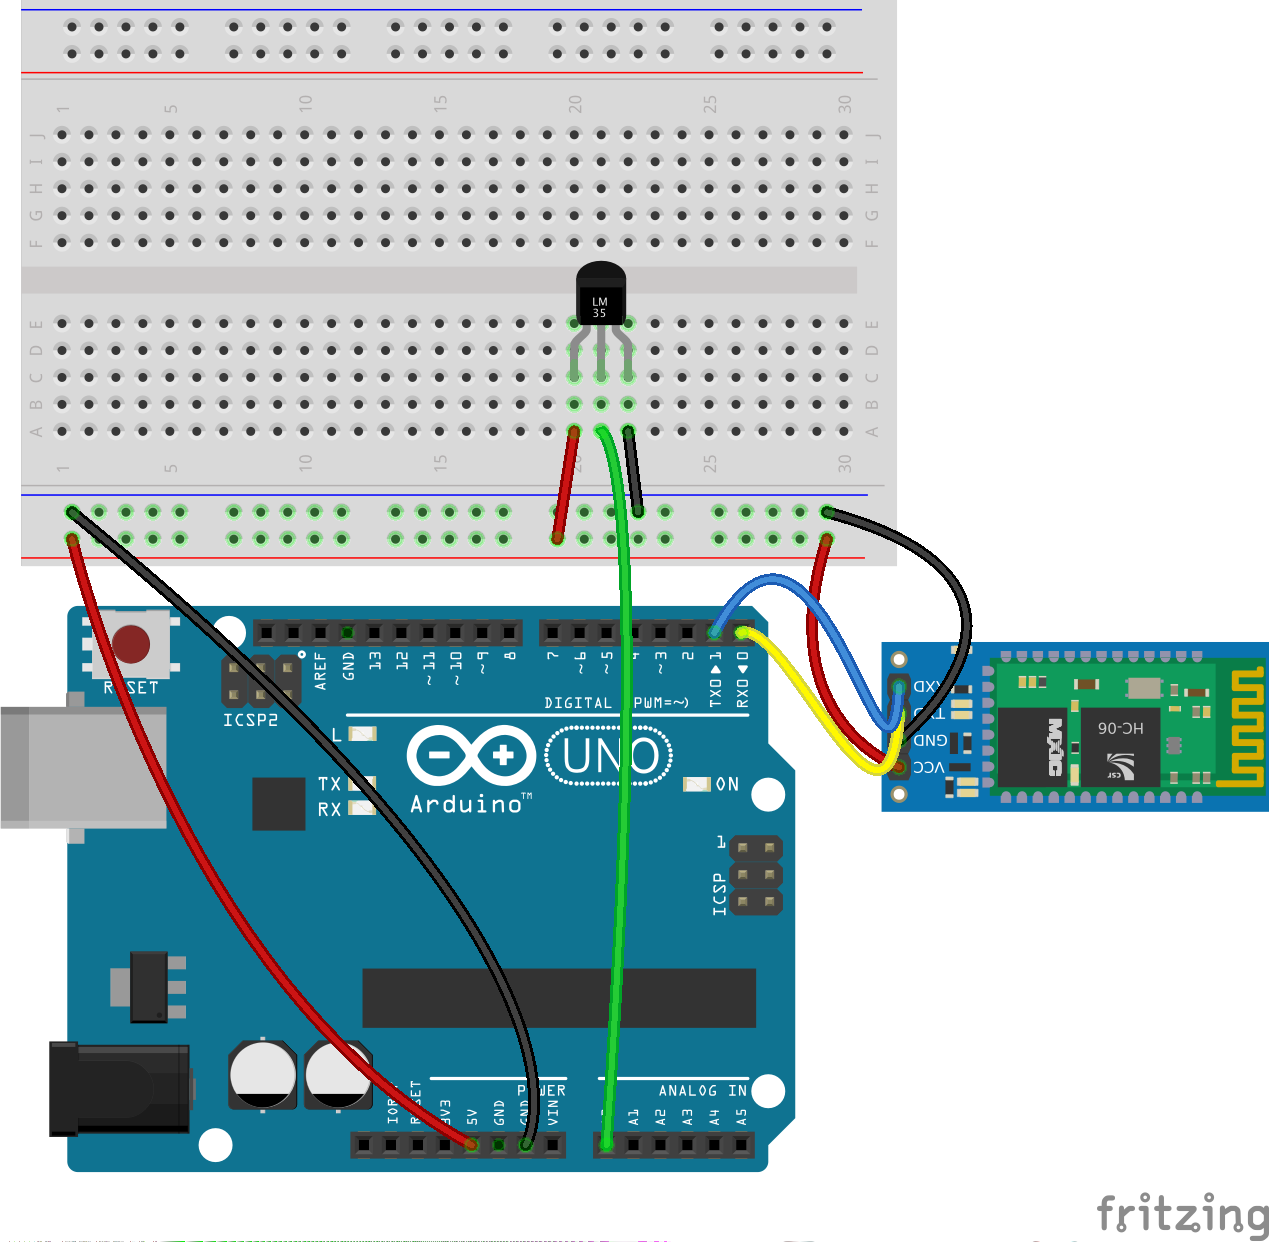 1 5 10 15 20 25 30
J J
I I
H H
G G
F F
LM
35
E E
D D
C C
B B
A A
1 5 10 15 20 25 30
RESET
ICSP2
AREF
GND
13
12
~11
~10
~9
8
7
~6
~5
4
~3
2
TX0▶1
RX0◀0
DIGITAL (PWM=~)
L
TX
RX
UNO
Arduino™
ON
1
ICSP
RXD
TXD
GND
VCC
HC-06
MXIC
csr
POWER
ANALOG IN
IOREF
RESET
3V3
5V
GND
GND
VIN
A1
A2
A3
A4
A5
fritzing